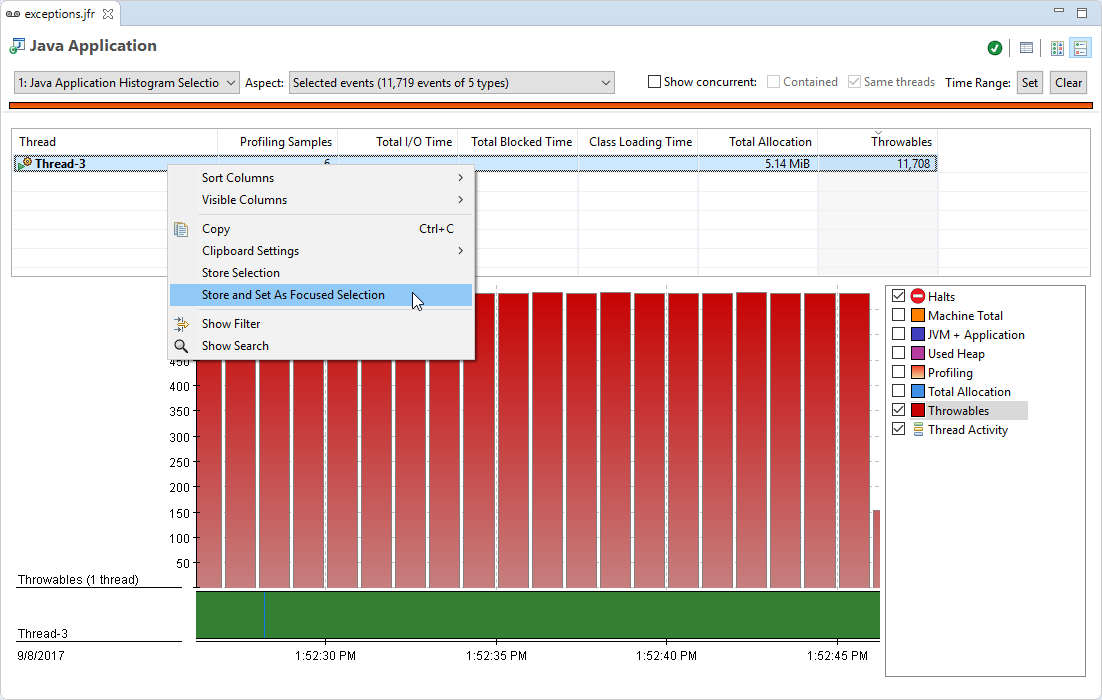 exceptions.jfr
Java Application
1: Java Application Histogram Selectio Aspect: Selected events (11,719 events of 5 types) Show concurrent: Contained Same threads Time Range: Set Clear
Thread Profiling Samples Total I/O Time Total Blocked Time Class Loading Time Total Allocation Throwables
Thread-3 6 5.14 MiB 11,708
Sort Columns
Visible Columns
Copy Ctrl+C
Clipboard Settings
Store Selection
Store and Set As Focused Selection
Show Filter
Show Search
Halts
Machine Total
JVM + Application
Used Heap
Profiling
Total Allocation
Throwables
Thread Activity
450
400
350
300
250
200
150
100
50
Throwables (1 thread)
Thread-3
9/8/2017 1:52:30 PM 1:52:35 PM 1:52:40 PM 1:52:45 PM